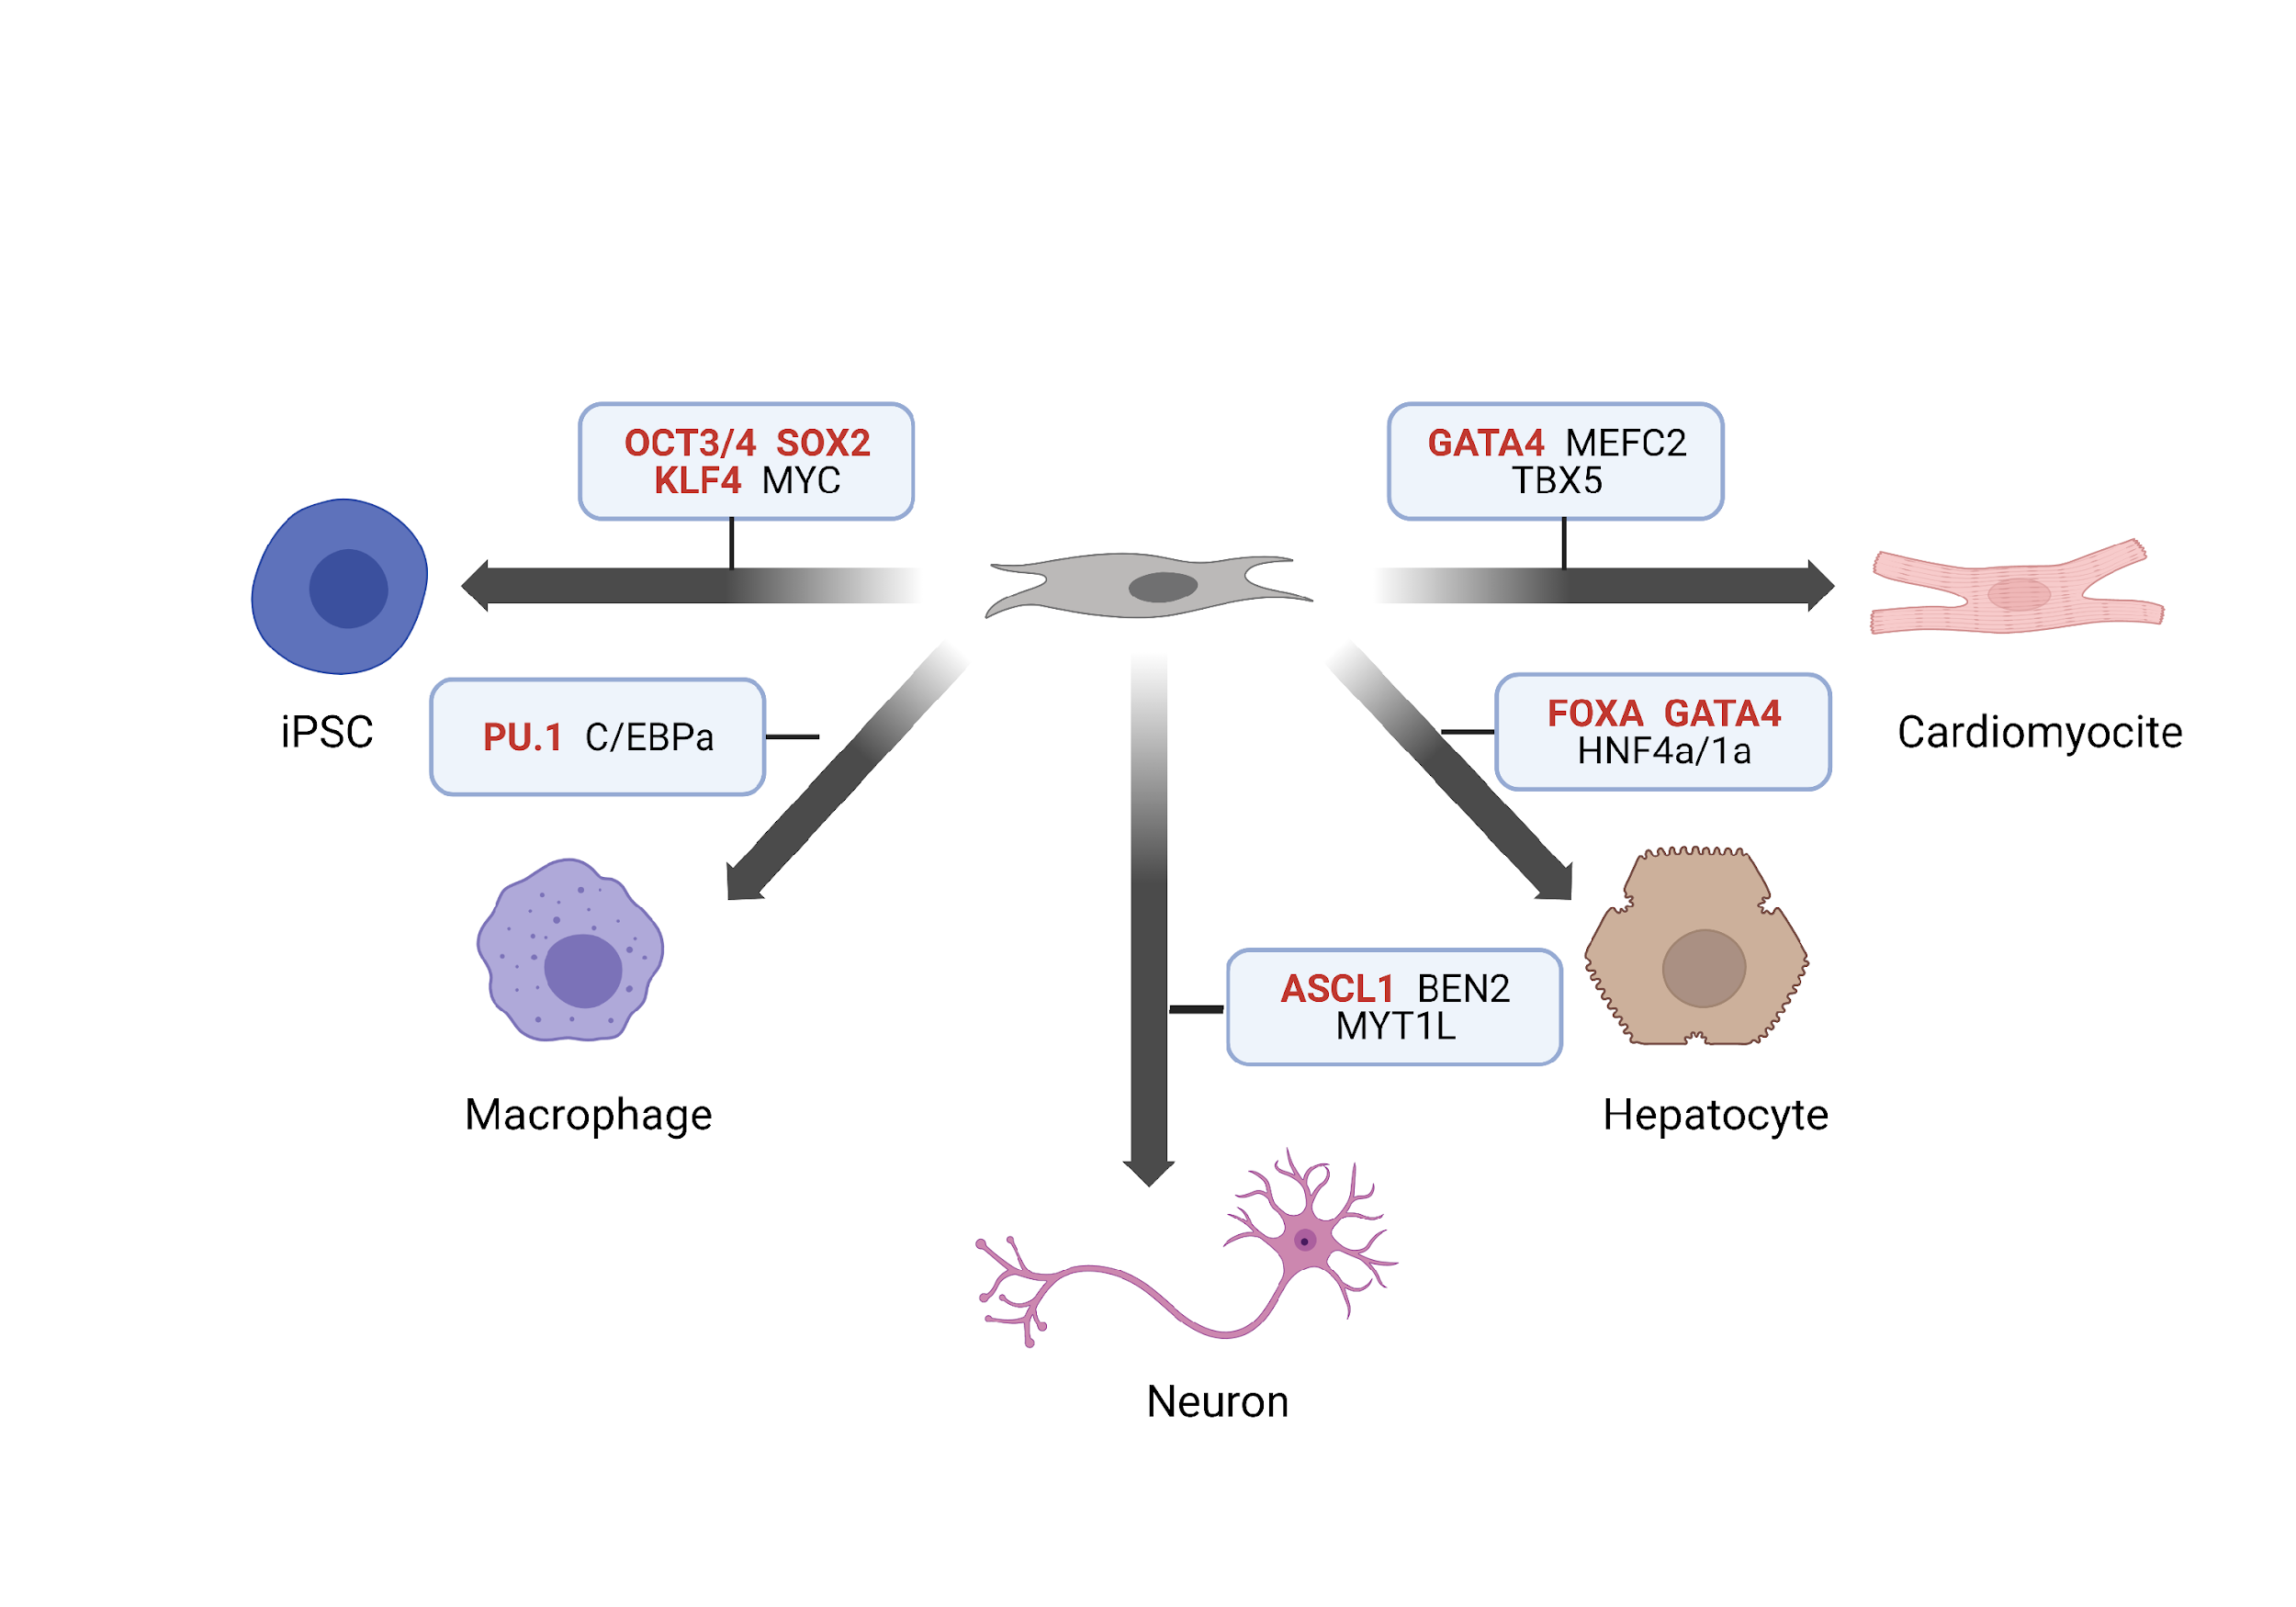 OCT3/4 SOX2
KLF4 MYC
GATA4 MEFC2
TBX5
iPSC
PU.1 C/EBPa
FOXA GATA4
HNF4a/1a
Cardiomyocite
ASCL1 BEN2
MYT1L
Macrophage
Hepatocyte
Neuron